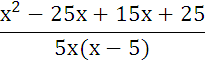 x² − 25x + 15x + 25
5x(x − 5)